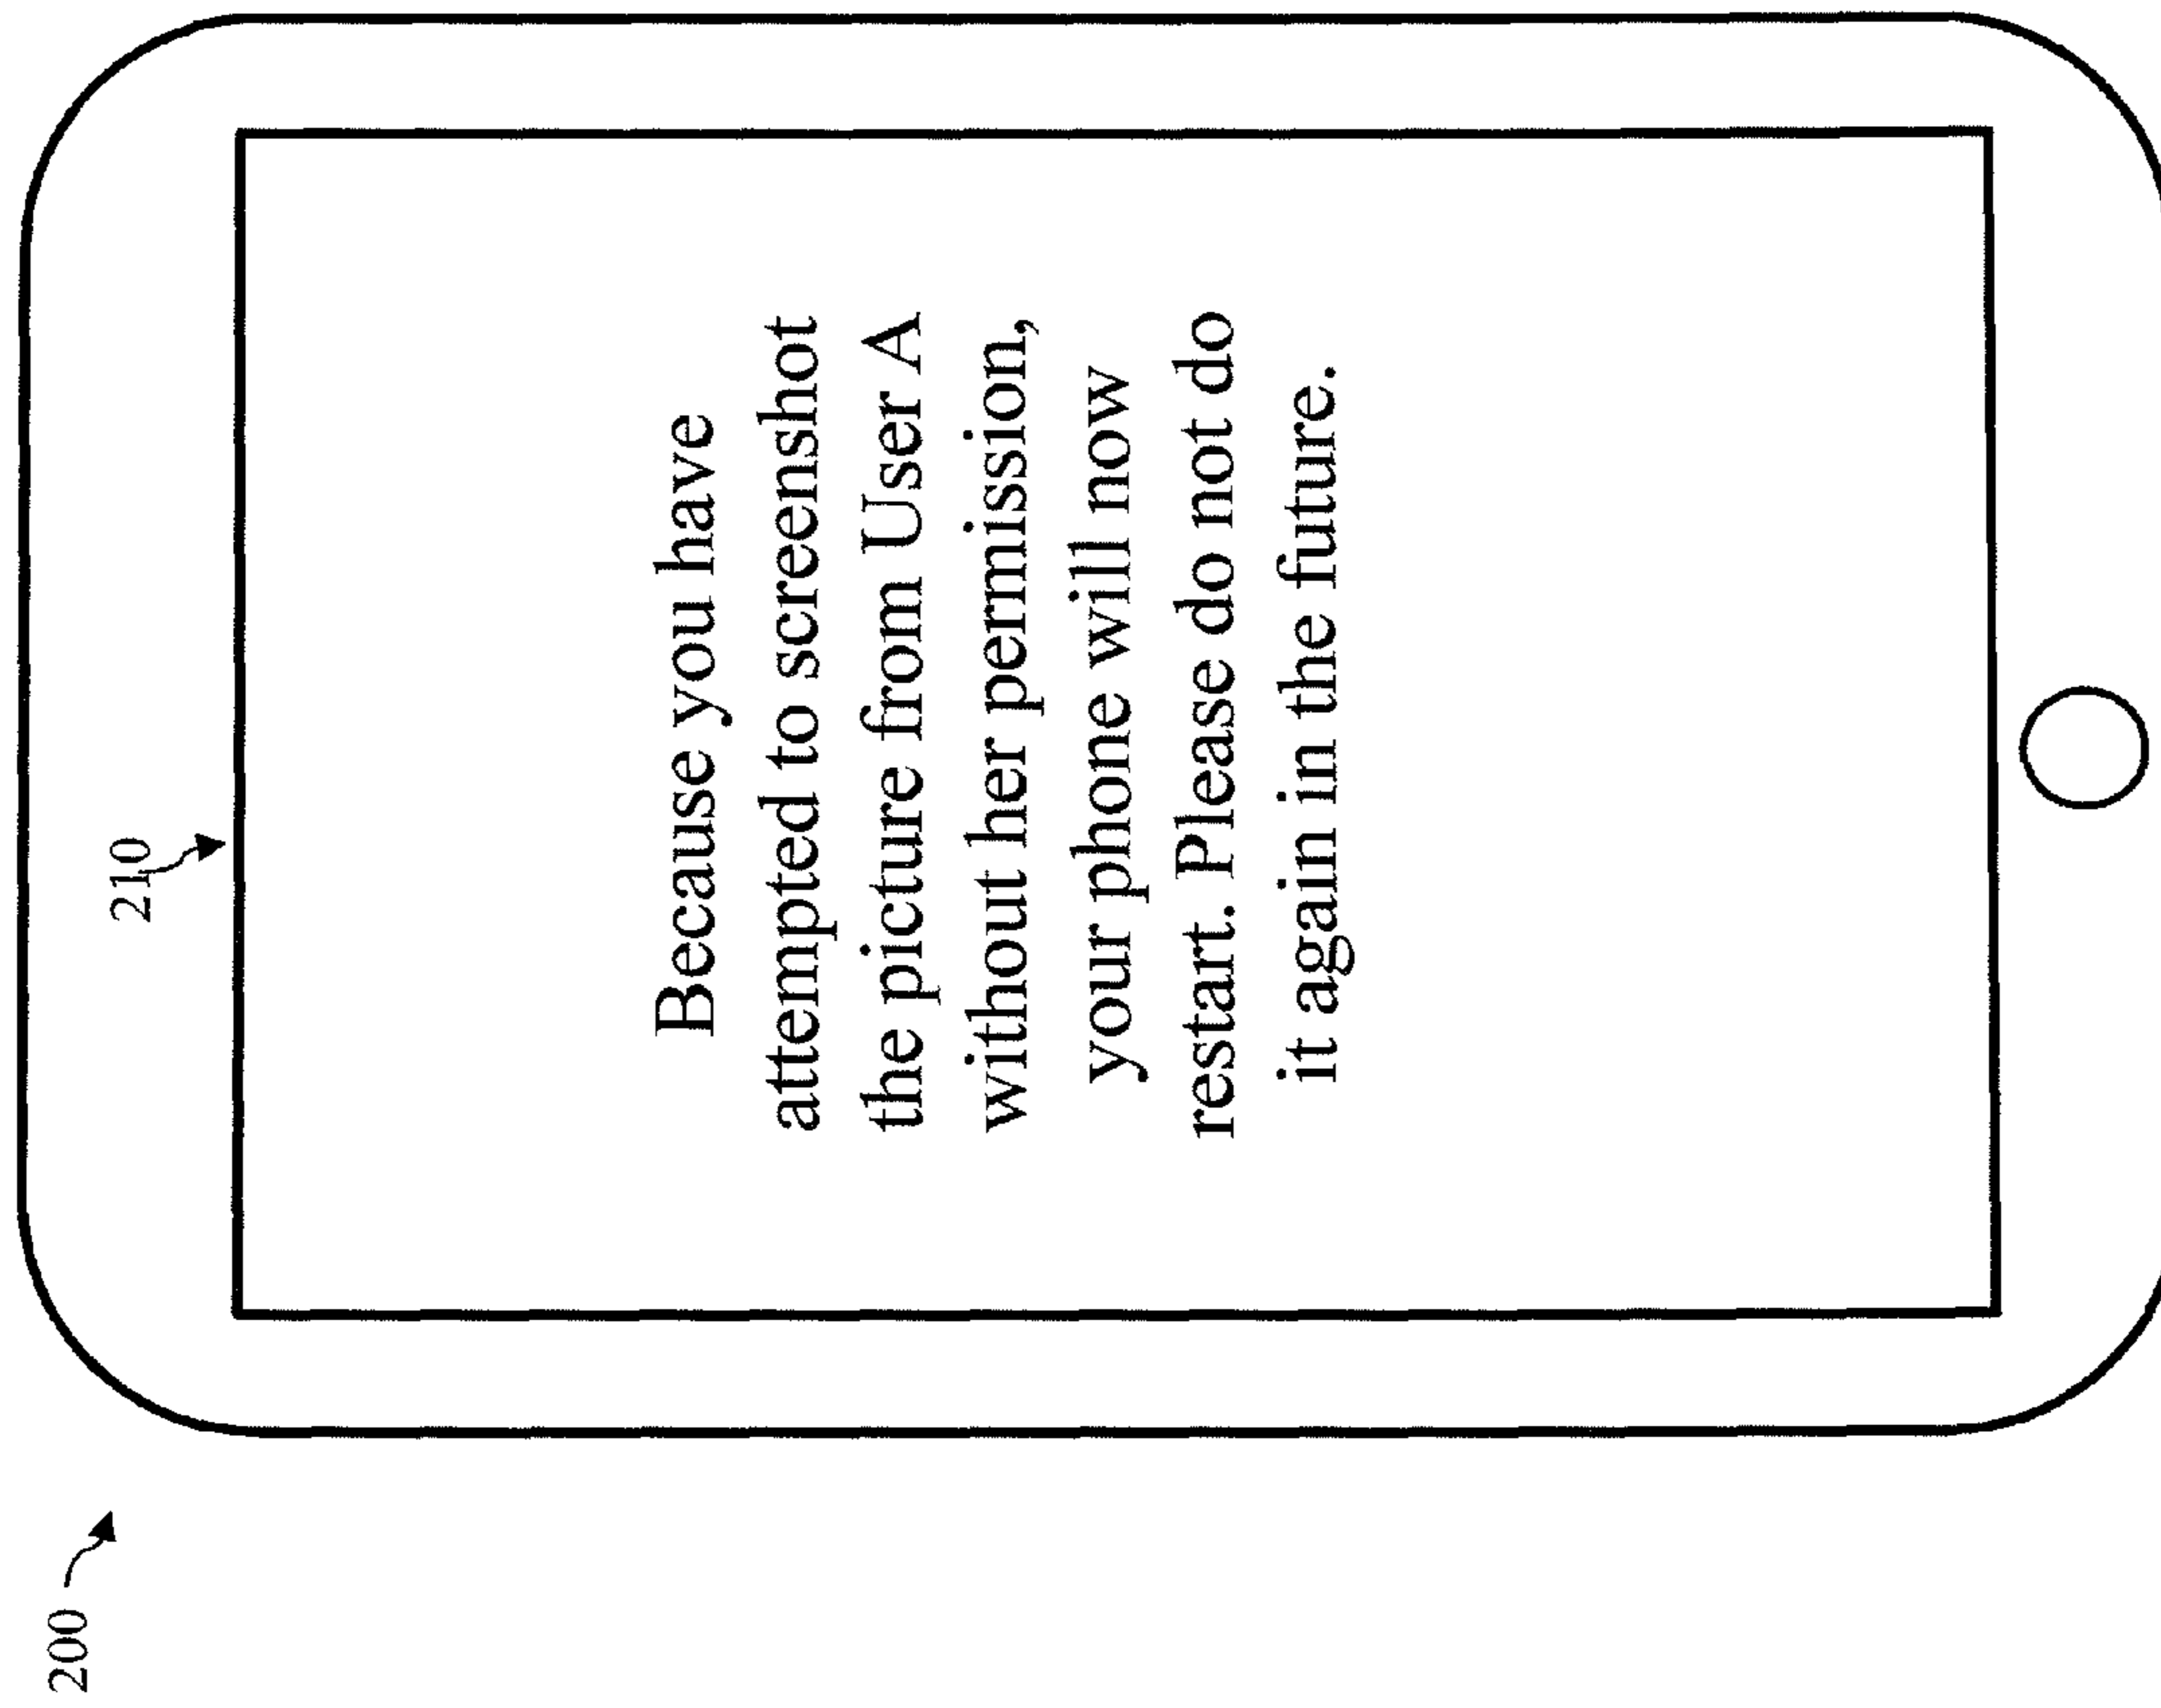 200
210
Because you have
attempted to screenshot
the picture from User A
without her permission,
your phone will now
restart. Please do not do
it again in the future.